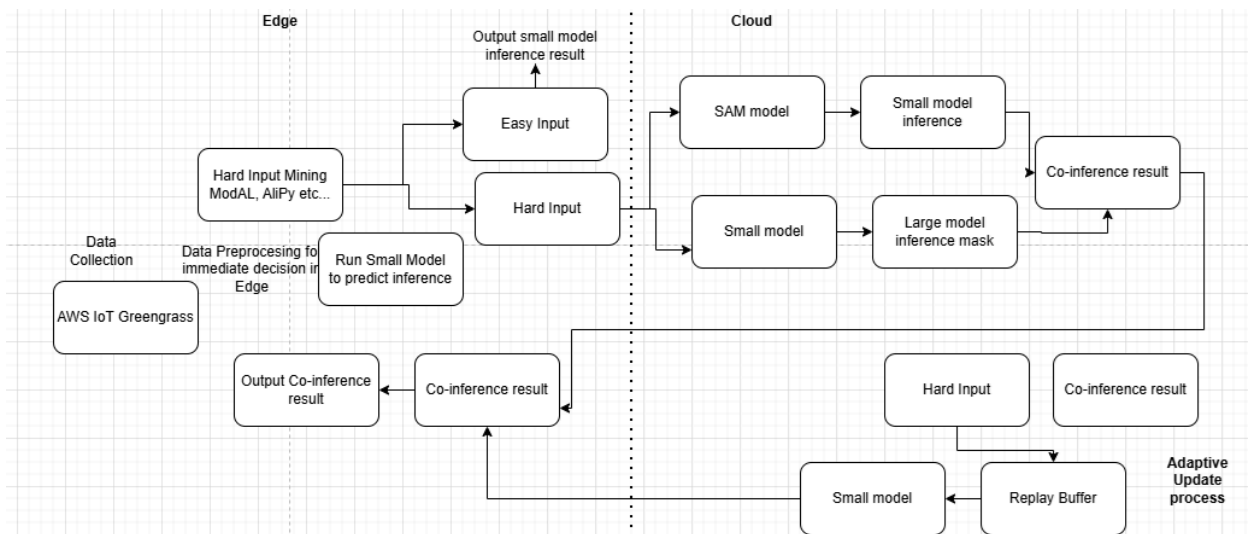 Edge
Cloud
Output small model
inference result
Easy Input
SAM model
Small model
inference
Hard Input Mining
ModAL, AliPy etc...
Hard Input
Co-inference result
Small model
Large model
inference mask
Data
Collection
Data Preprocesing for
immediate decision in
Edge
Run Small Model
to predict inference
AWS IoT Greengrass
Output Co-inference
result
Co-inference result
Hard Input
Co-inference result
Small model
Replay Buffer
Adaptive
Update
process